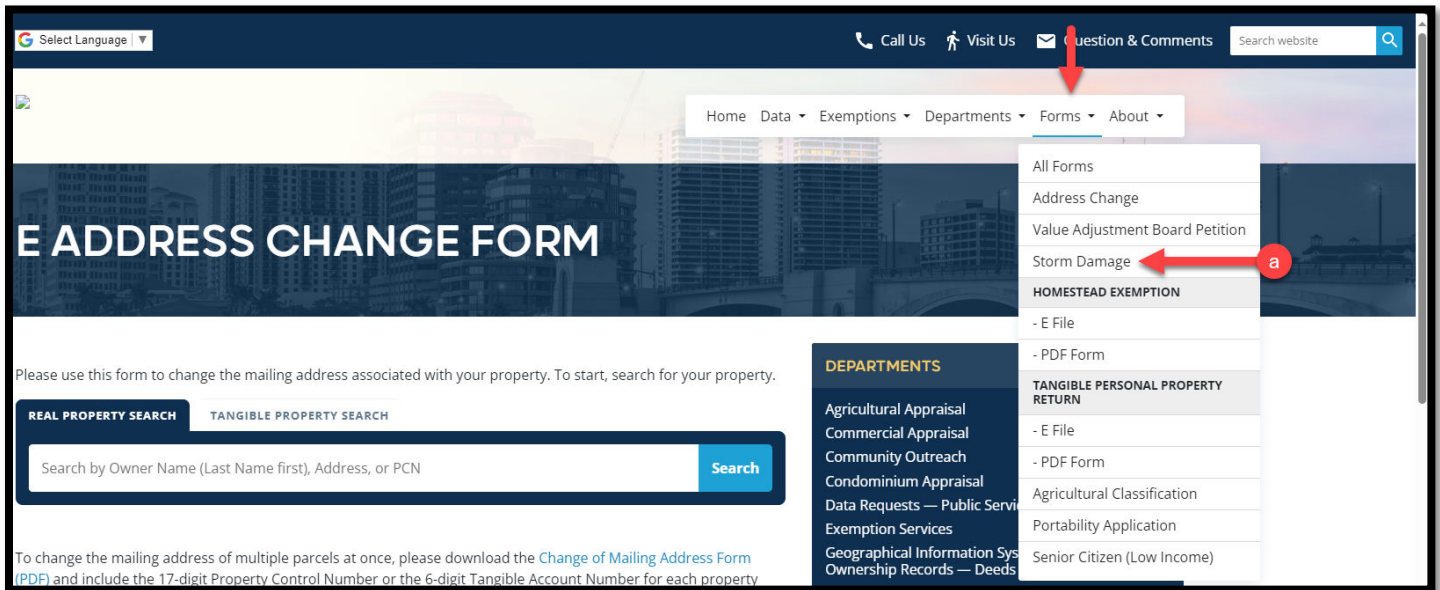 Select Language ▼
Call Us
Visit Us
Question & Comments
Search website
Home Data Exemptions Departments Forms About
All Forms
Address Change
Value Adjustment Board Petition
Storm Damage
a
HOMESTEAD EXEMPTION
- E File
- PDF Form
TANGIBLE PERSONAL PROPERTY
RETURN
- E File
- PDF Form
Agricultural Classification
Portability Application
Senior Citizen (Low Income)
E ADDRESS CHANGE FORM
Please use this form to change the mailing address associated with your property. To start, search for your property.
REAL PROPERTY SEARCH
TANGIBLE PROPERTY SEARCH
Search by Owner Name (Last Name first), Address, or PCN
Search
To change the mailing address of multiple parcels at once, please download the Change of Mailing Address Form
(PDF) and include the 17-digit Property Control Number or the 6-digit Tangible Account Number for each property
DEPARTMENTS
Agricultural Appraisal
Commercial Appraisal
Community Outreach
Condominium Appraisal
Data Requests — Public Servi
Exemption Services
Geographical Information Sys
Ownership Records — Deeds